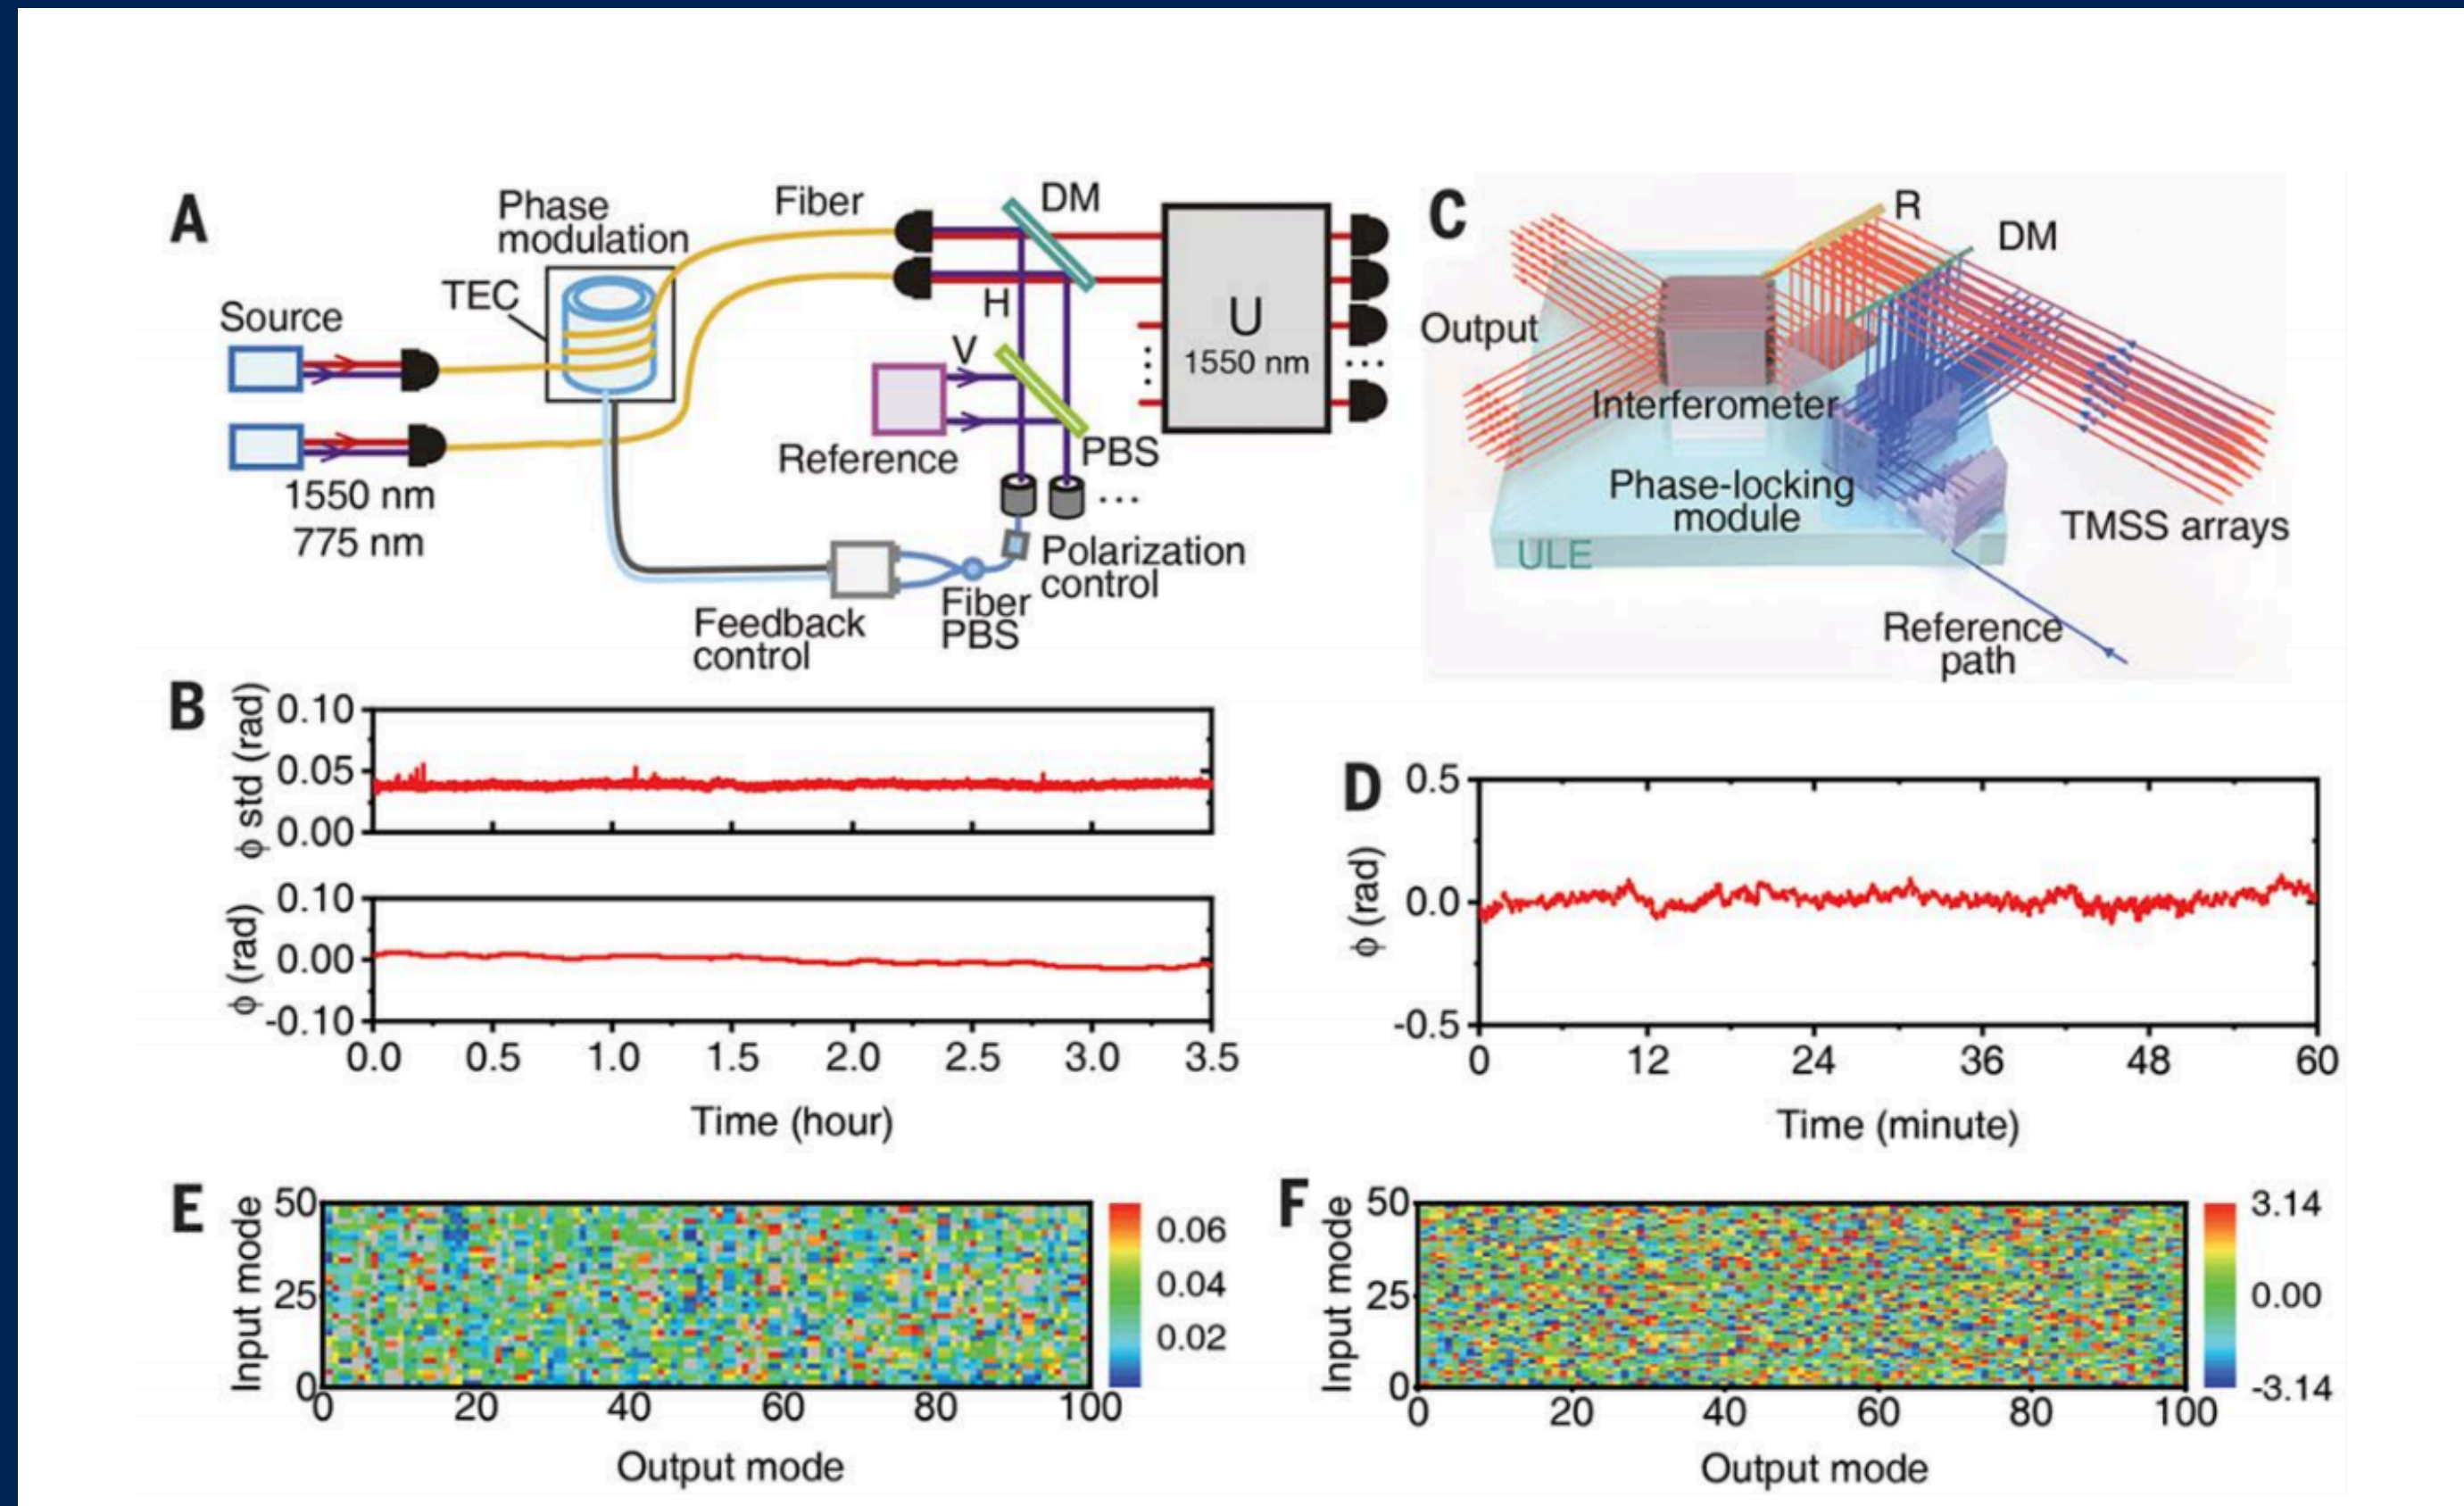 A
Phase
modulation
TEC
Source
1550 nm
775 nm
Fiber
DM
H
V
Reference
PBS
U
1550 nm
...
...
...
Polarization
control
Fiber
PBS
Feedback
control
C
R
DM
Output
Interferometer
Phase-locking
module
ULE
TMSS arrays
Reference
path
B
ϕ std (rad)
0.10
0.05
0.00
ϕ (rad)
0.10
0.00
-0.10
0.0 0.5 1.0 1.5 2.0 2.5 3.0 3.5
Time (hour)
D
ϕ (rad)
0.5
0.0
-0.5
0 12 24 36 48 60
Time (minute)
E
Input mode
50
25
0
0 20 40 60 80 100
Output mode
0.06
0.04
0.02
F
Input mode
50
25
0
0 20 40 60 80 100
Output mode
3.14
0.00
-3.14